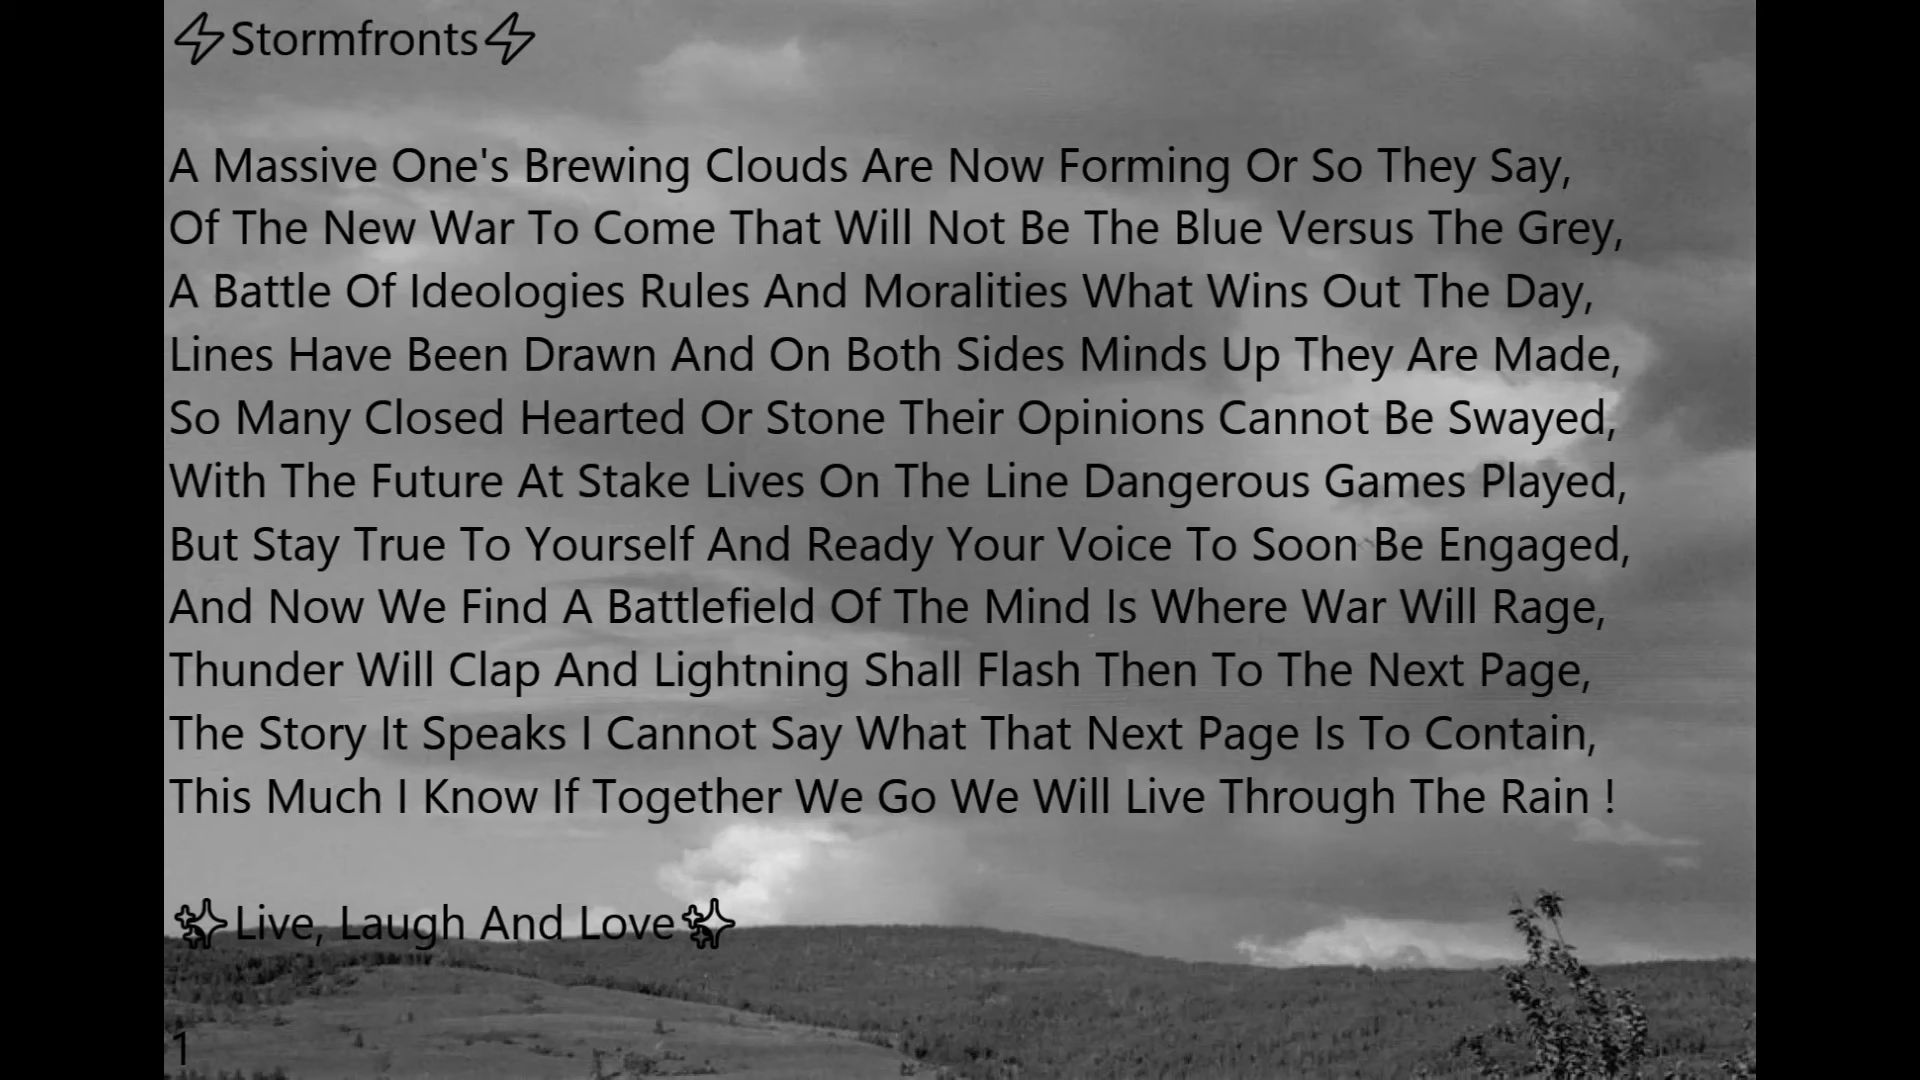 ⚡Stormfronts⚡
A Massive One's Brewing Clouds Are Now Forming Or So They Say,
Of The New War To Come That Will Not Be The Blue Versus The Grey,
A Battle Of Ideologies Rules And Moralities What Wins Out The Day,
Lines Have Been Drawn And On Both Sides Minds Up They Are Made,
So Many Closed Hearted Or Stone Their Opinions Cannot Be Swayed,
With The Future At Stake Lives On The Line Dangerous Games Played,
But Stay True To Yourself And Ready Your Voice To Soon Be Engaged,
And Now We Find A Battlefield Of The Mind Is Where War Will Rage,
Thunder Will Clap And Lightning Shall Flash Then To The Next Page,
The Story It Speaks I Cannot Say What That Next Page Is To Contain,
This Much I Know If Together We Go We Will Live Through The Rain !
✨Live, Laugh And Love✨
1